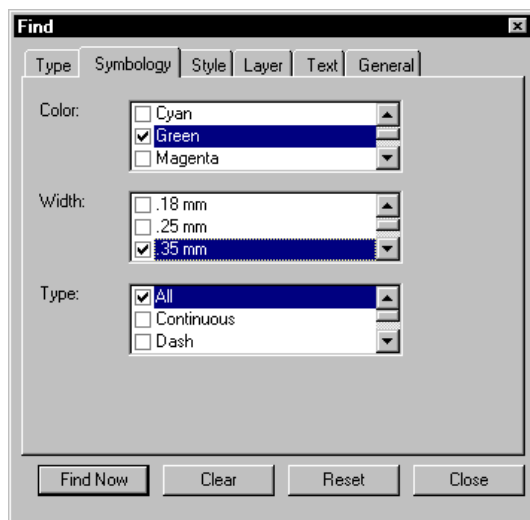 Find
Type Symbology Style Layer Text General
Color:
Cyan
Green
Magenta
Width:
.18 mm
.25 mm
.35 mm
Type:
All
Continuous
Dash
Find Now Clear Reset Close